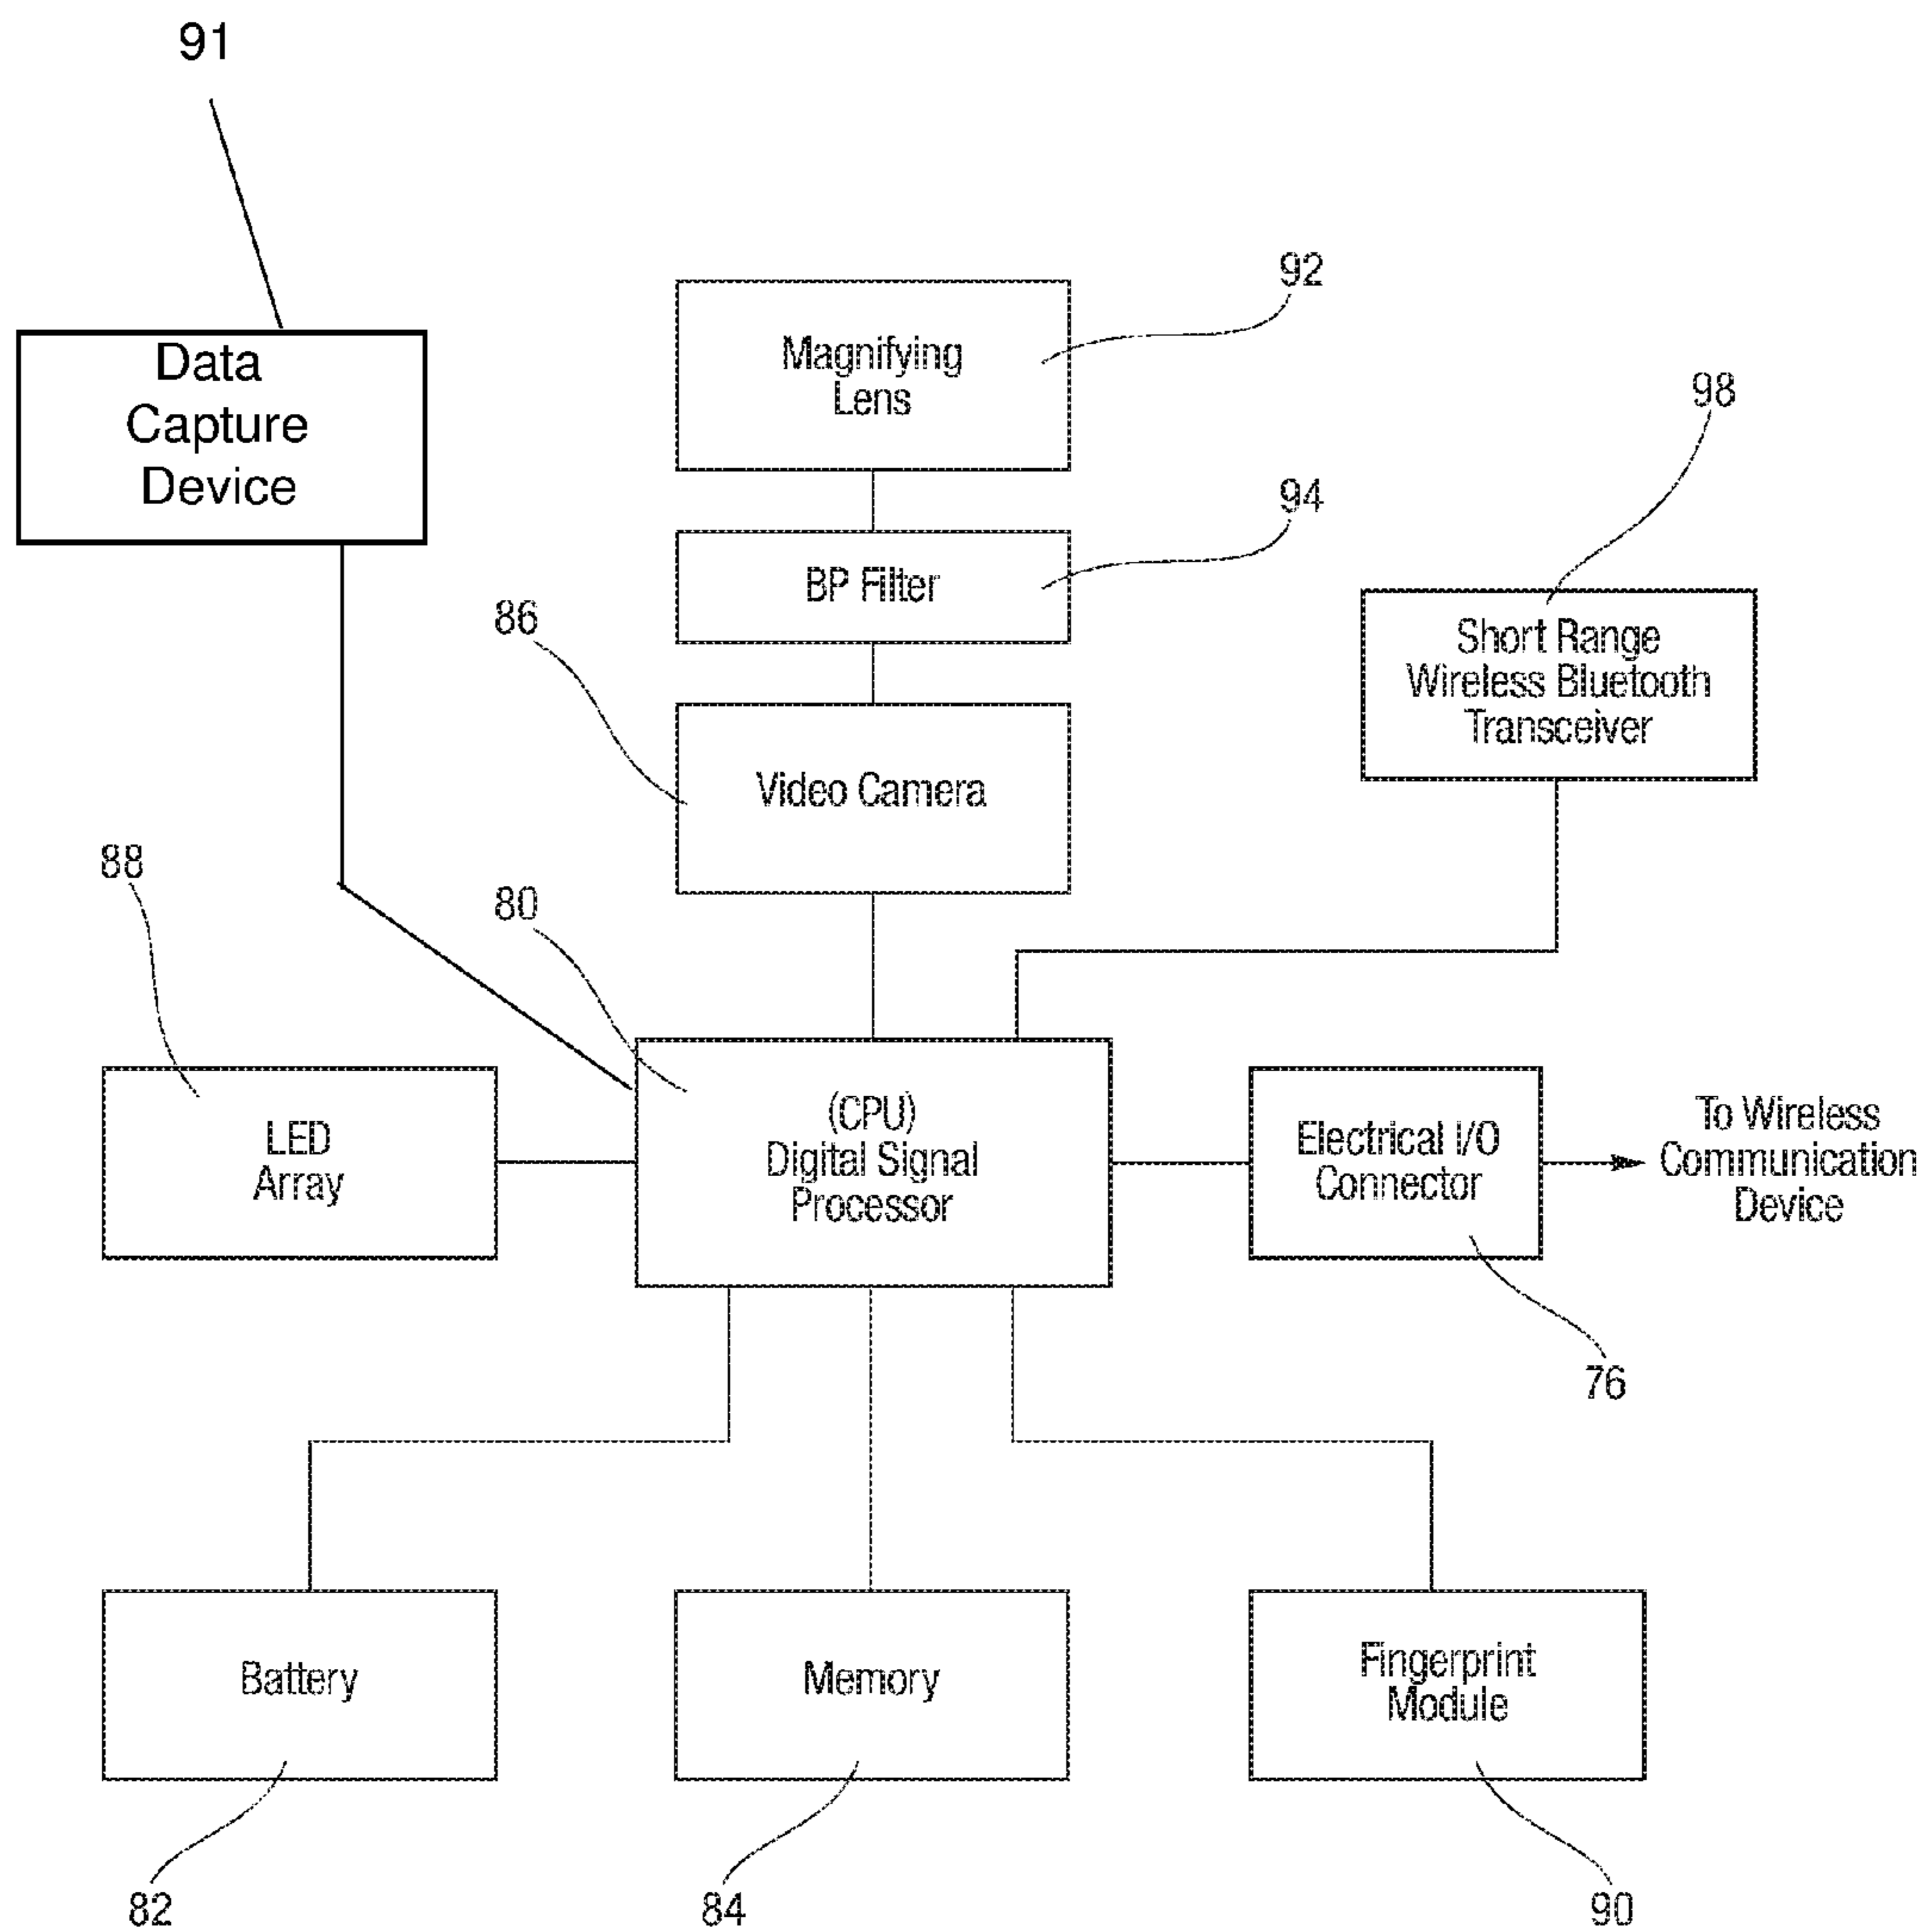 91
Data
Capture
Device
92
Magnifying
Lens
98
94
BP Filter
86
Short Range
Wireless Bluetooth
Transceiver
Video Camera
88
80
(CPU)
Digital Signal
Processor
LED
Array
Electrical I/O
Connector
To Wireless
Communication
Device
76
Battery
Memory
Fingerprint
Module
82
84
90